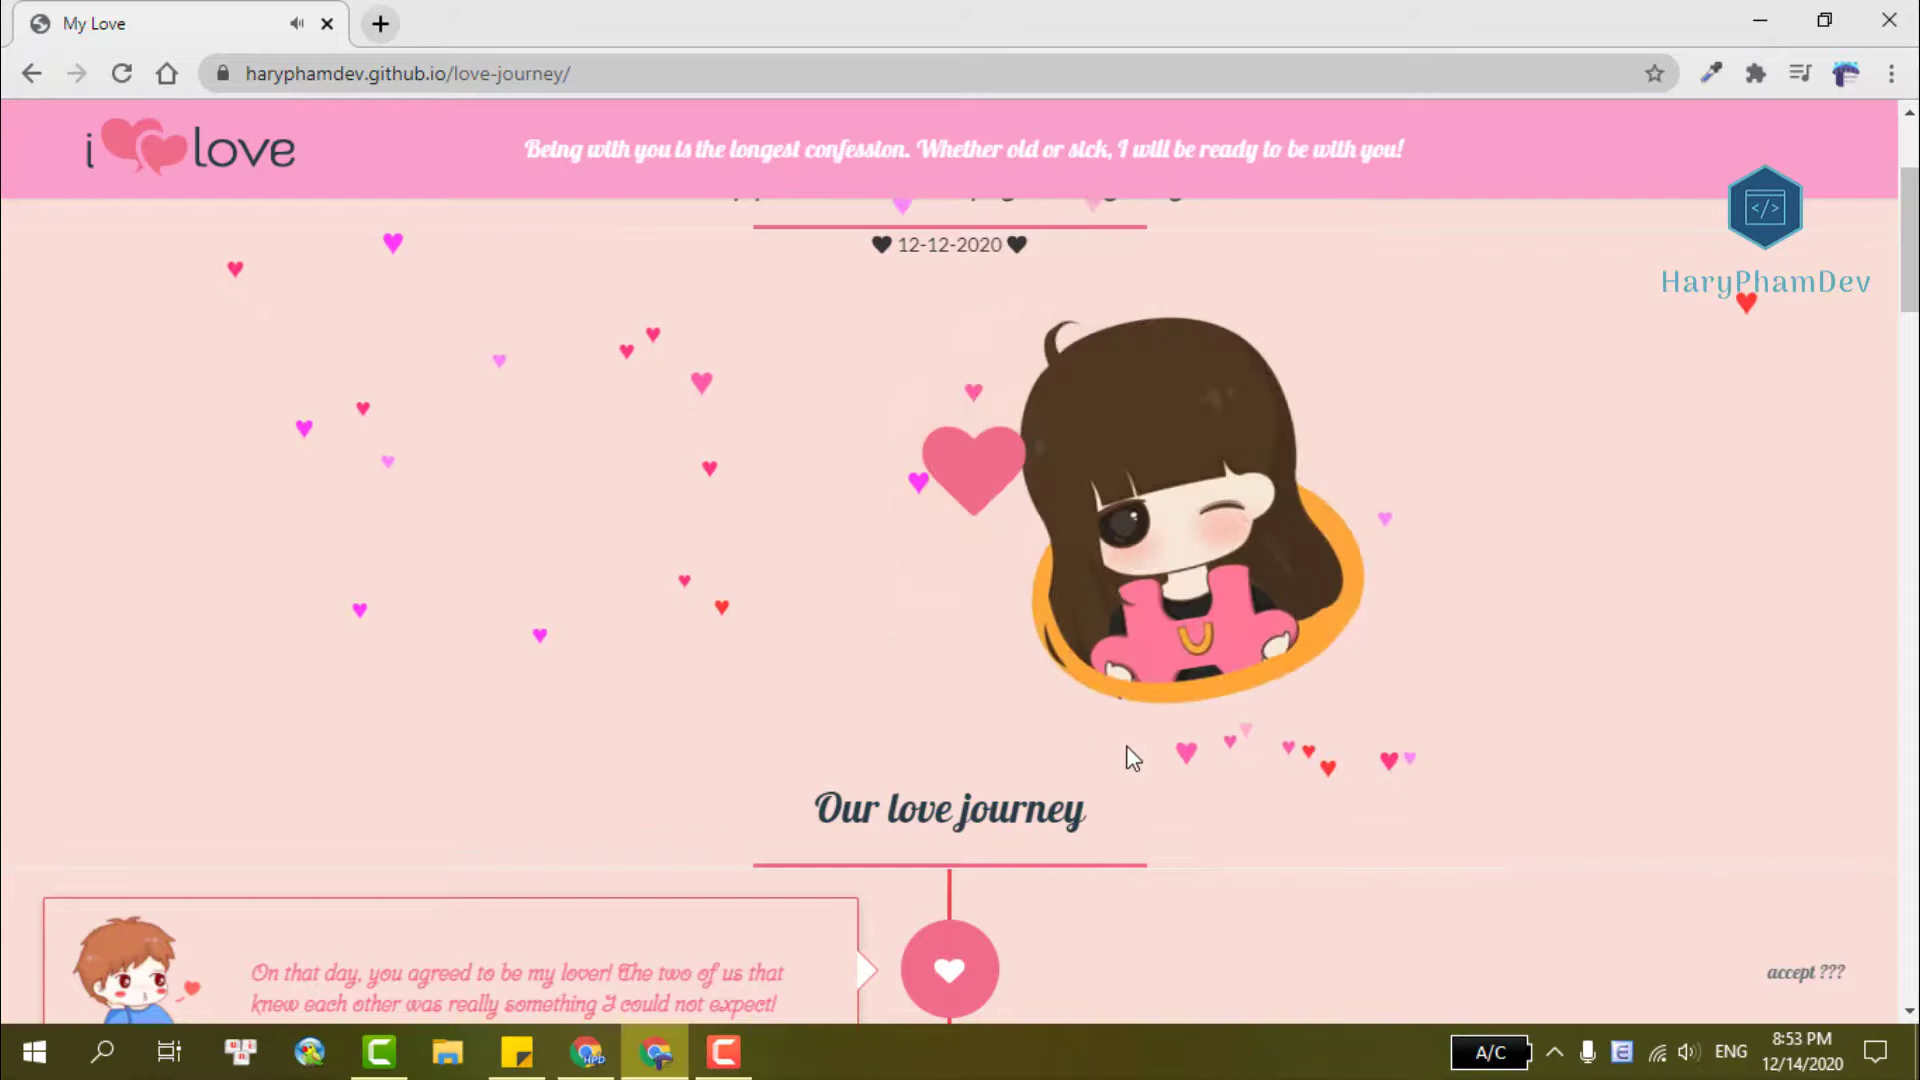 My Love
haryphamdev.github.io/love-journey/
i love
Being with you is the longest confession. Whether old or sick, I will be ready to be with you!
</>
HaryPhamDev
12-12-2020
Our love journey
On that day, you agreed to be my lover! The two of us that
knew each other was really something I could not expect!
accept ???
A/C
ENG
8:53 PM
12/14/2020